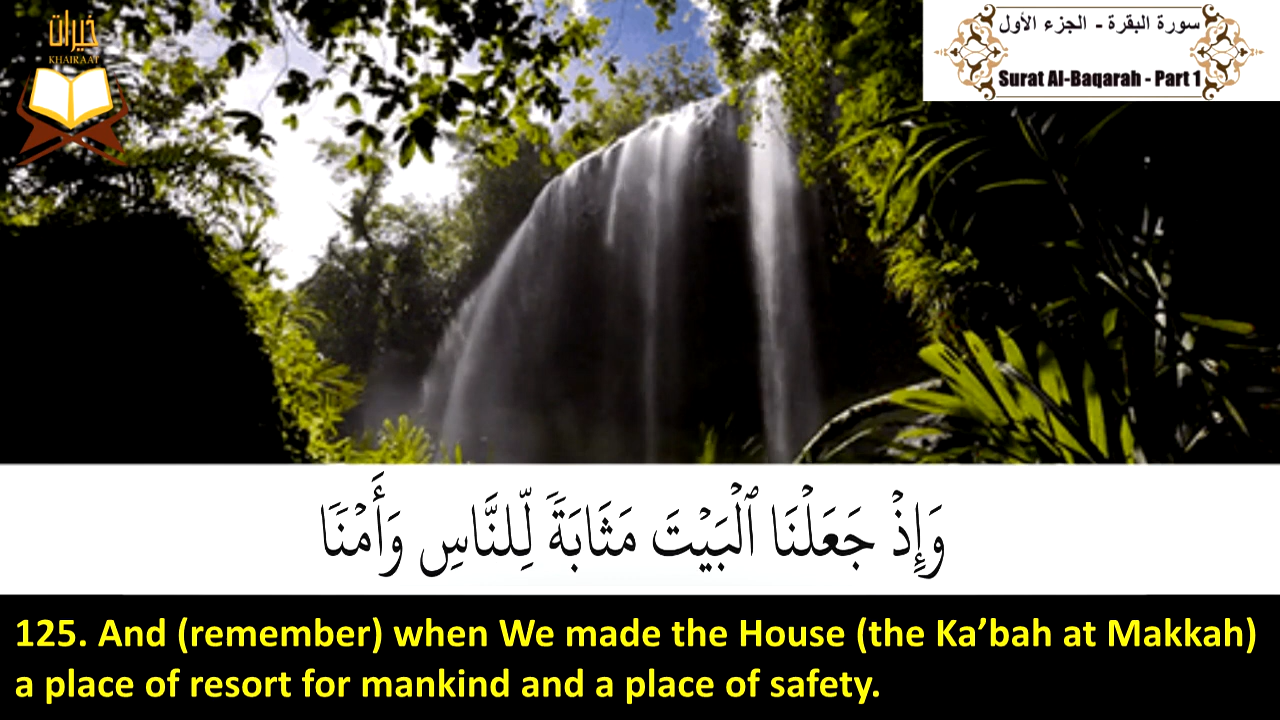 خيرات
KHAIRAAT
سورة البقرة - الجزء الأول
Surat Al-Baqarah - Part 1
وَإِذْ جَعَلْنَا ٱلْبَيْتَ مَثَابَةًۭ لِّلنَّاسِ وَأَمْنًۭا
125. And (remember) when We made the House (the Ka’bah at Makkah)
a place of resort for mankind and a place of safety.